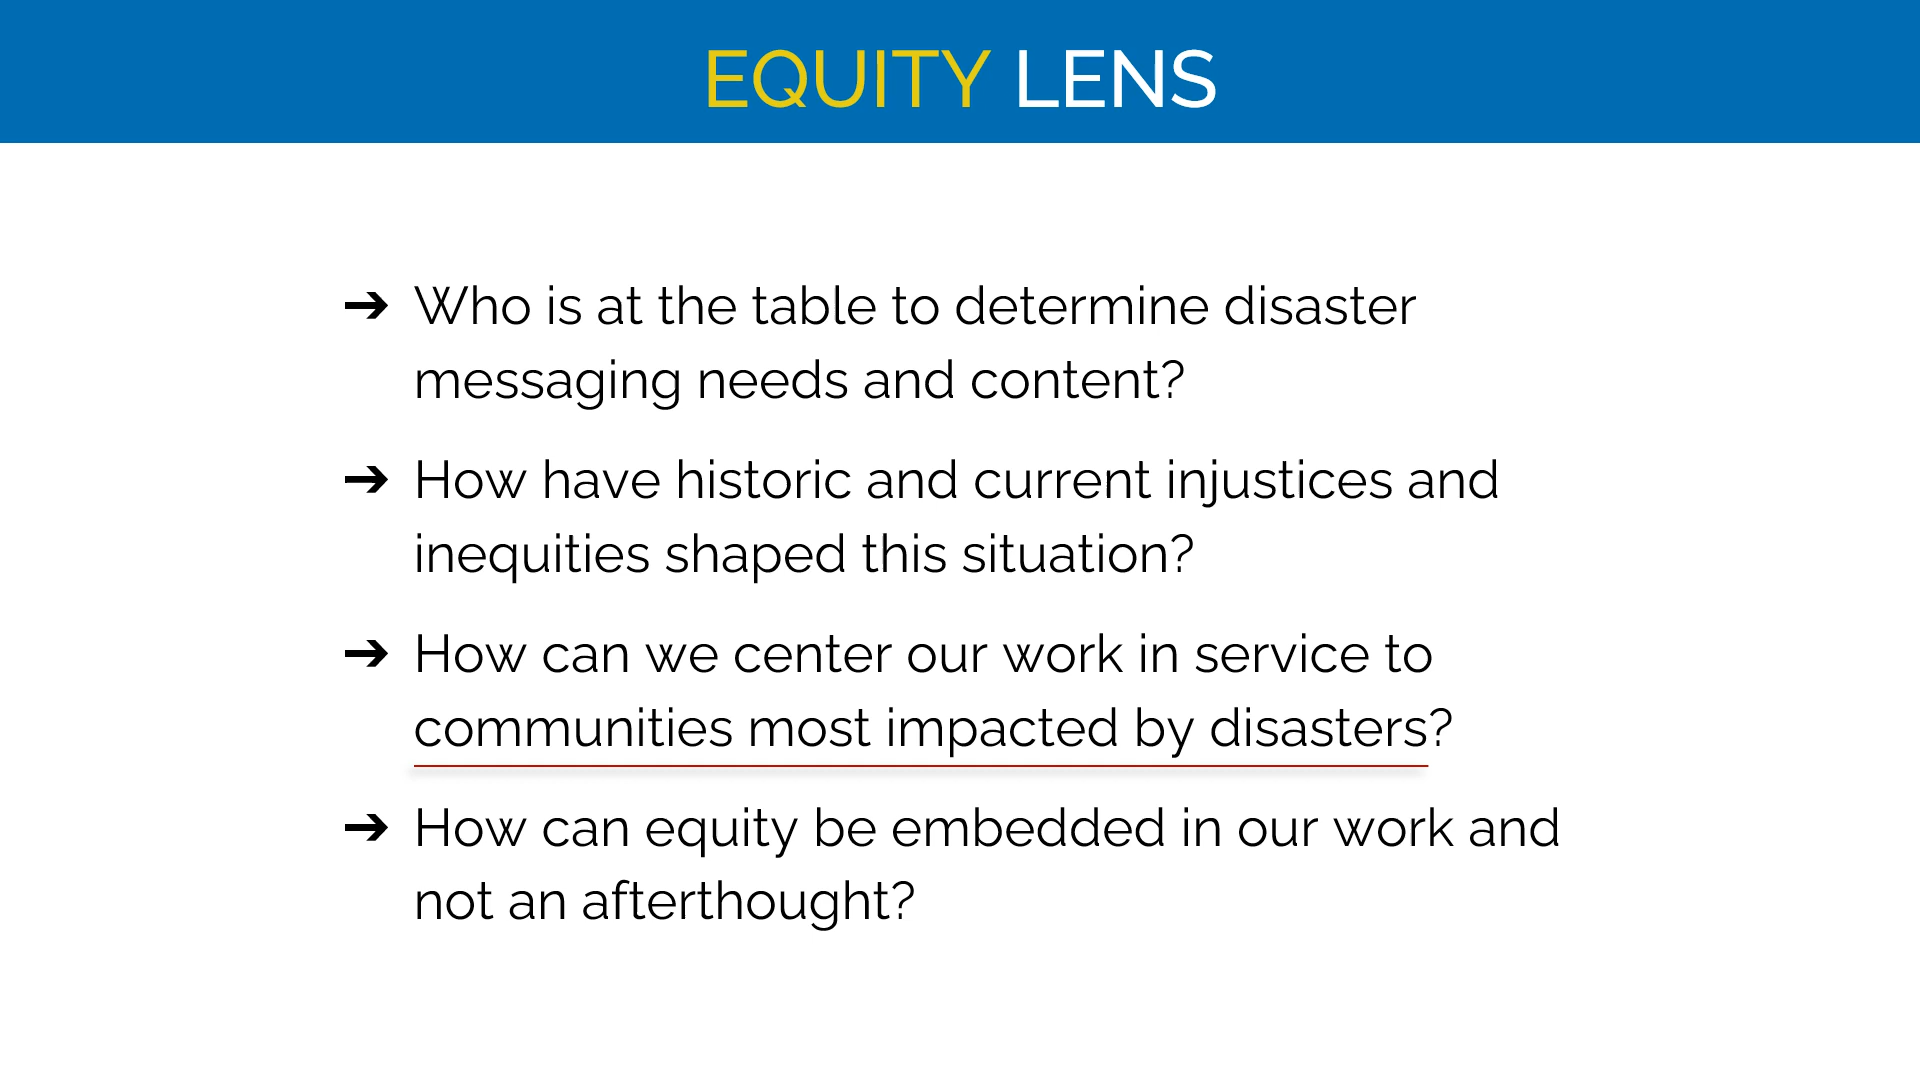 EQUITY LENS
➔ Who is at the table to determine disaster
messaging needs and content?
➔ How have historic and current injustices and
inequities shaped this situation?
➔ How can we center our work in service to
communities most impacted by disasters?
➔ How can equity be embedded in our work and
not an afterthought?